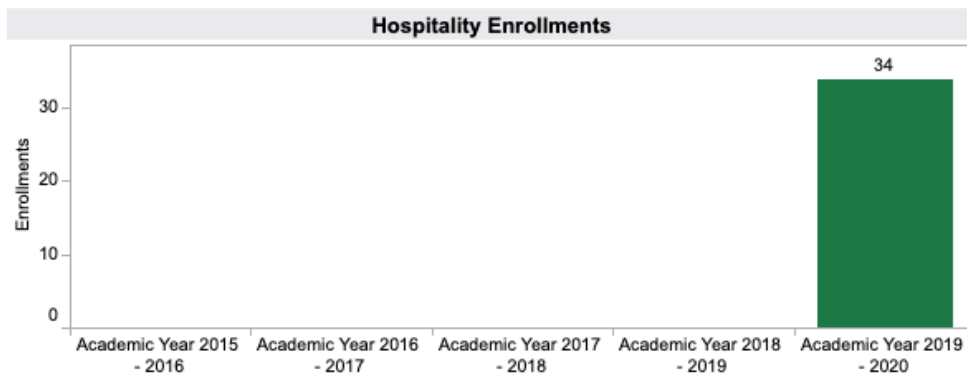 Hospitality Enrollments
34
Enrollments
30
20
10
0
Academic Year 2015
- 2016
Academic Year 2016
- 2017
Academic Year 2017
- 2018
Academic Year 2018
- 2019
Academic Year 2019
- 2020